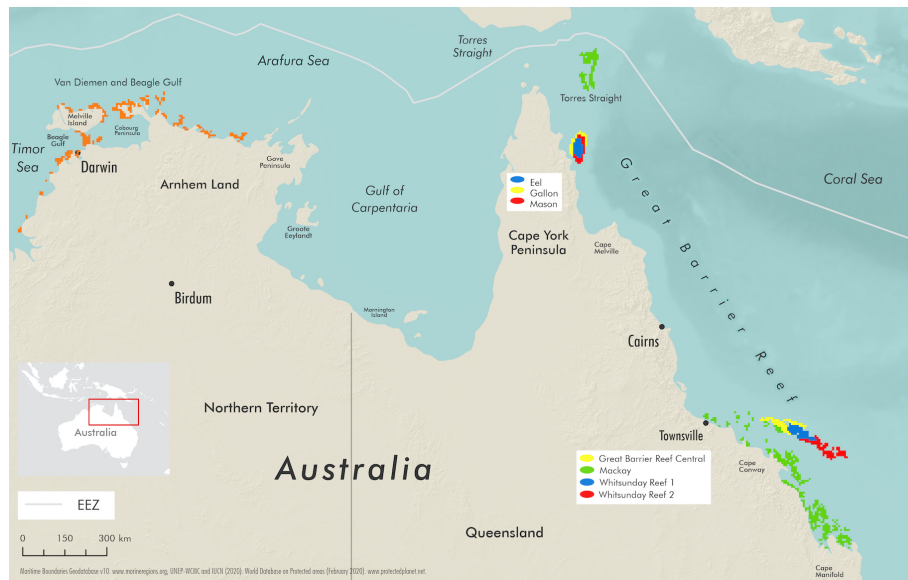 Torres
Straight
Arafura Sea
Van Diemen and Beagle Gulf
Torres Straight
Melville
Island
Cobourg
Peninsula
Beagle
Gulf
Timor
Sea
Darwin
Gove
Peninsula
Arnhem Land
Gulf of
Carpentaria
Eel
Gallon
Mason
Great Barrier Reef
Coral Sea
Groote
Eeylandt
Cape York
Peninsula
Cape
Melville
Birdum
Mornington
Island
Cairns
Northern Territory
Australia
Townsville
Australia
Great Barrier Reef Central
Mackay
Whitsunday Reef 1
Whitsunday Reef 2
Cape
Conway
EEZ
Queensland
0 150 300 km
Cape
Manifold
Maritime Boundaries Geodatabase v10. www.marineregions.org, UNEP-WCMC and IUCN (2020). World Database on Protected areas (February 2020). www.protectedplanet.net.